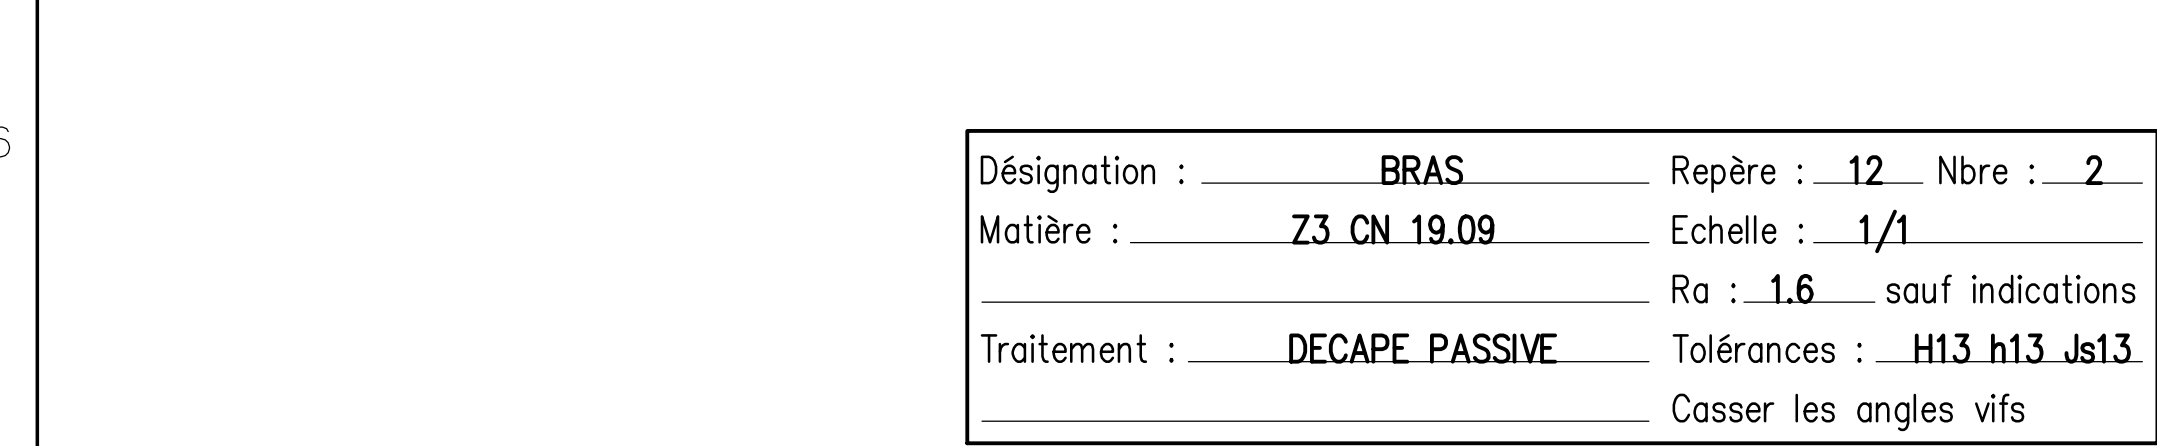 Désignation : BRAS Repère : 12 Nbre : 2
Matière : Z3 CN 19.09 Echelle : 1/1
Ra : 1.6 sauf indications
Traitement : DECAPE PASSIVE Tolérances : H13 h13 Js13
Casser les angles vifs